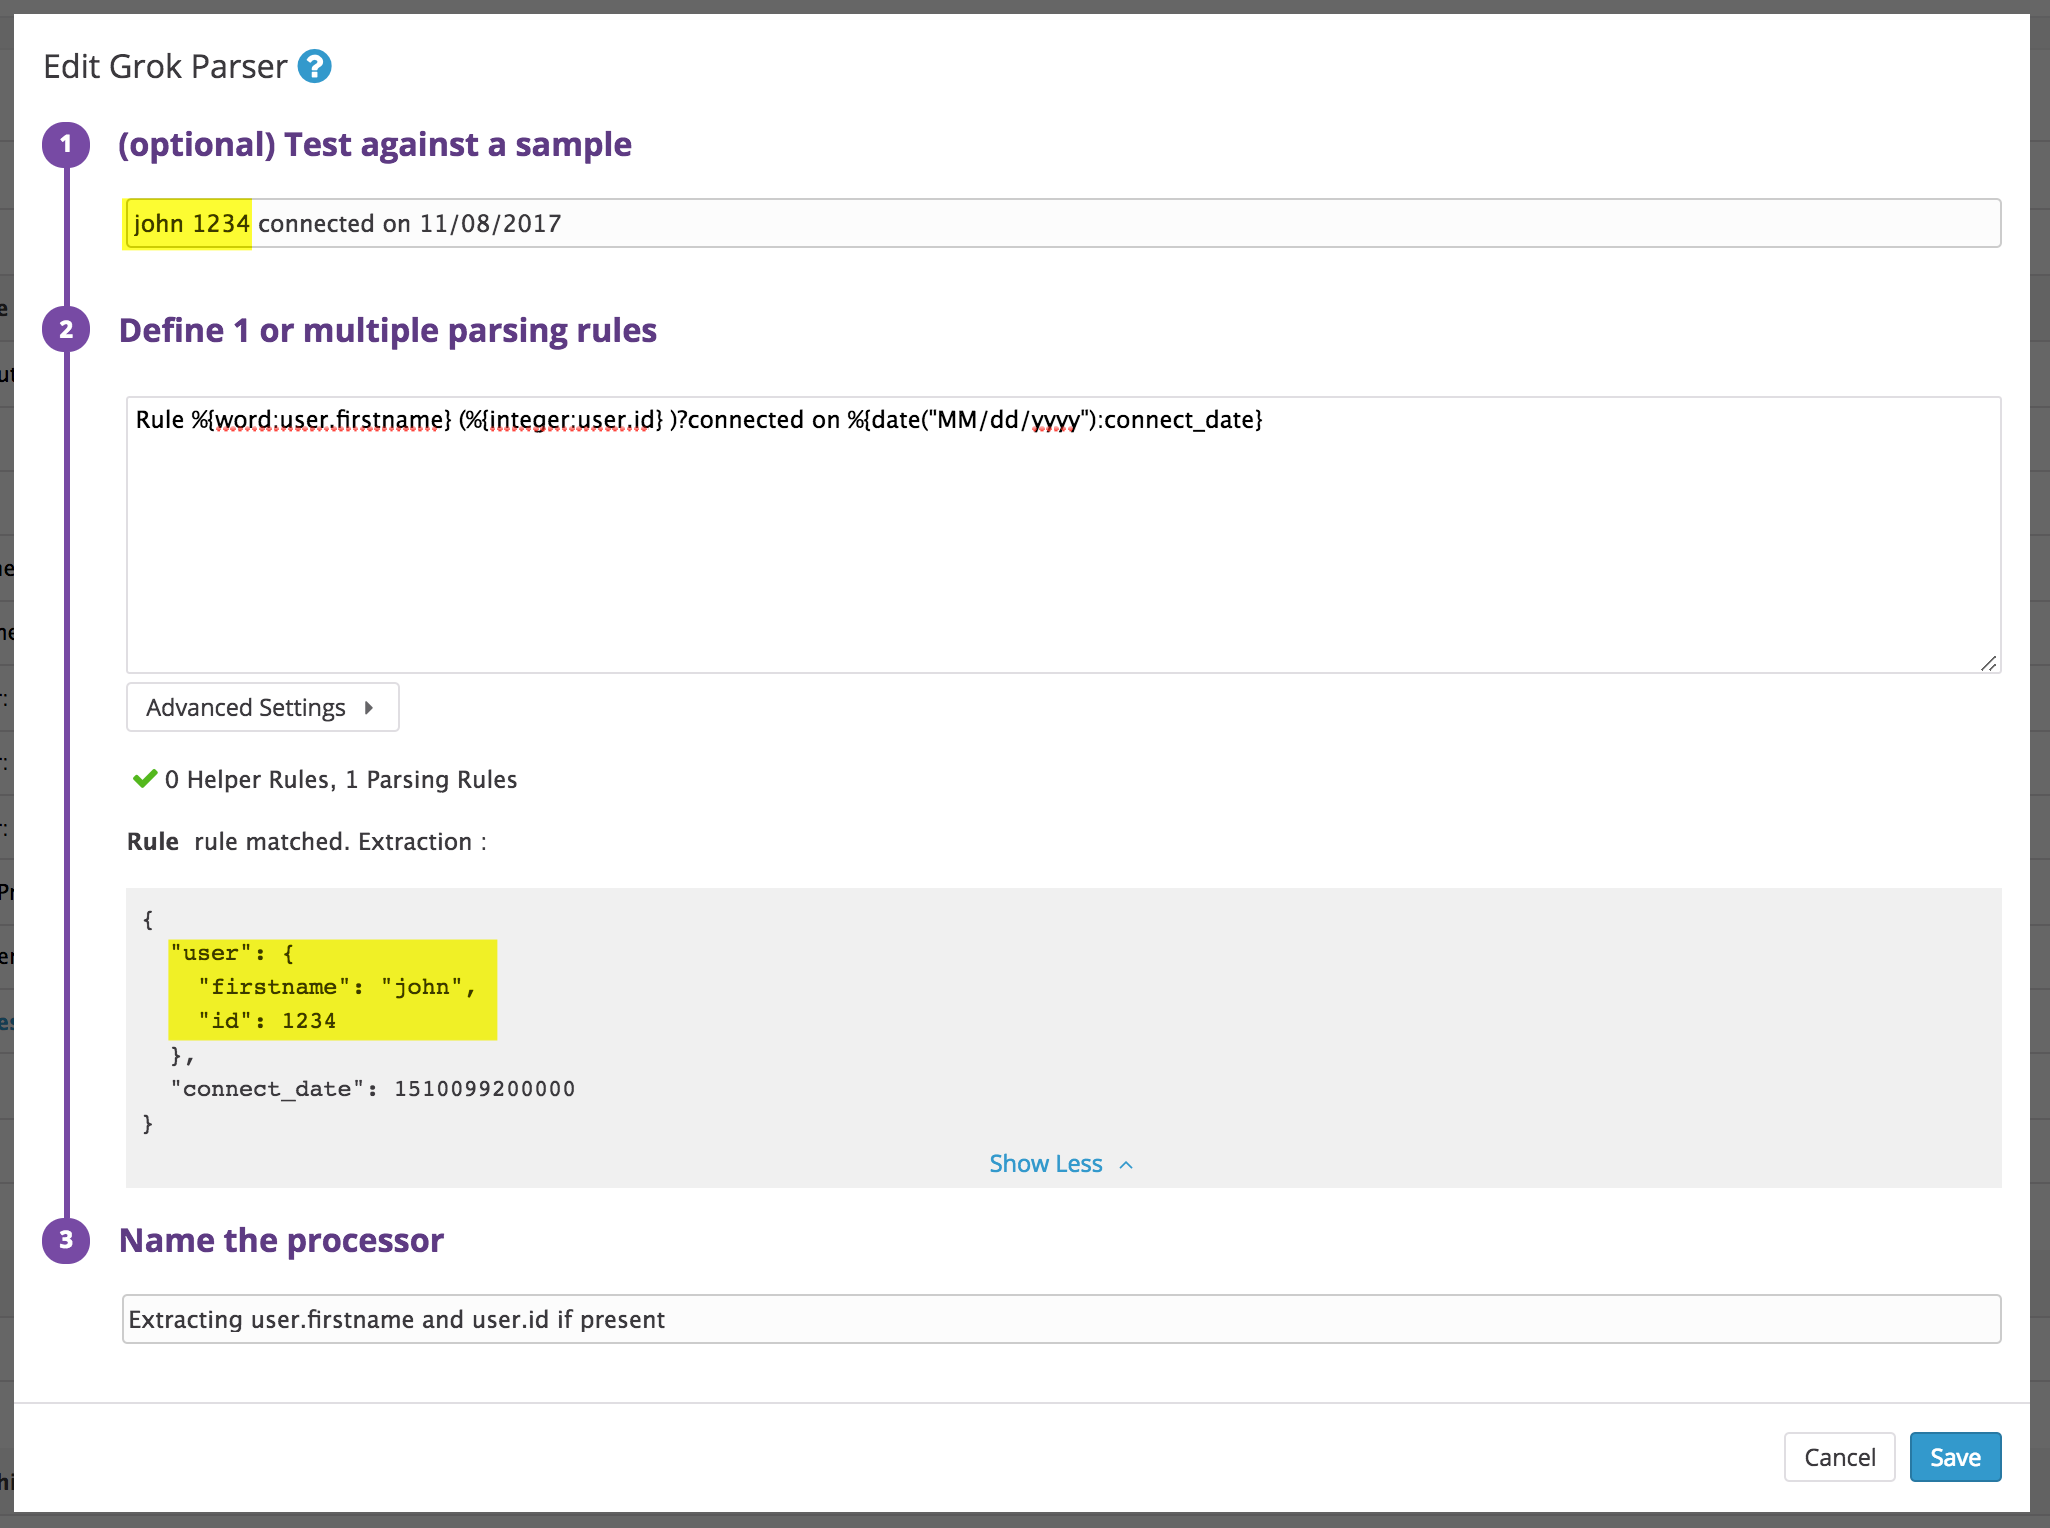 Edit Grok Parser ?
1 (optional) Test against a sample
john 1234 connected on 11/08/2017
2 Define 1 or multiple parsing rules
Rule %{word:user.firstname} (%{integer:user.id} )?connected on %{date("MM/dd/yyyy"):connect_date}
Advanced Settings
0 Helper Rules, 1 Parsing Rules
Rule rule matched. Extraction :
{
"user": {
"firstname": "john",
"id": 1234
},
"connect_date": 1510099200000
}
Show Less
3 Name the processor
Extracting user.firstname and user.id if present
Cancel Save